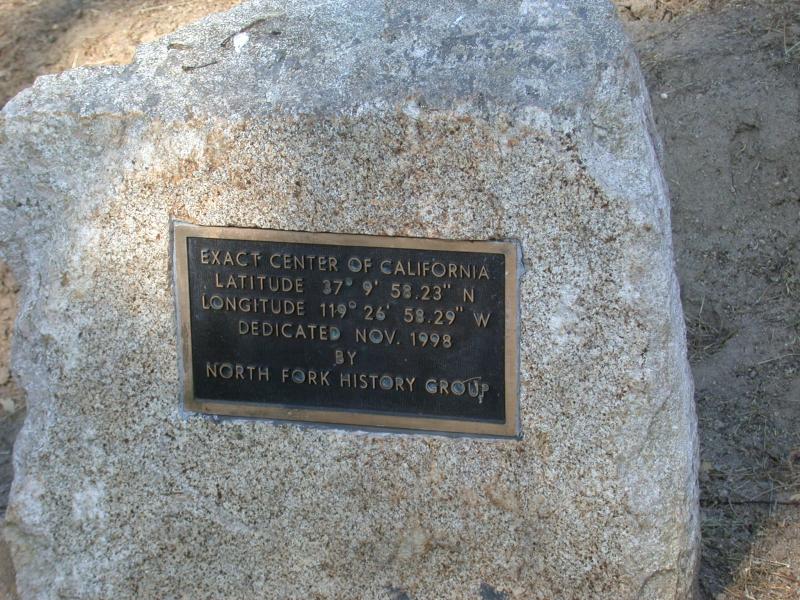 EXACT CENTER OF CALIFORNIA
LATITUDE 37° 9' 58.23" N
LONGITUDE 119° 26' 58.29" W
DEDICATED NOV. 1998
BY
NORTH FORK HISTORY GROUP